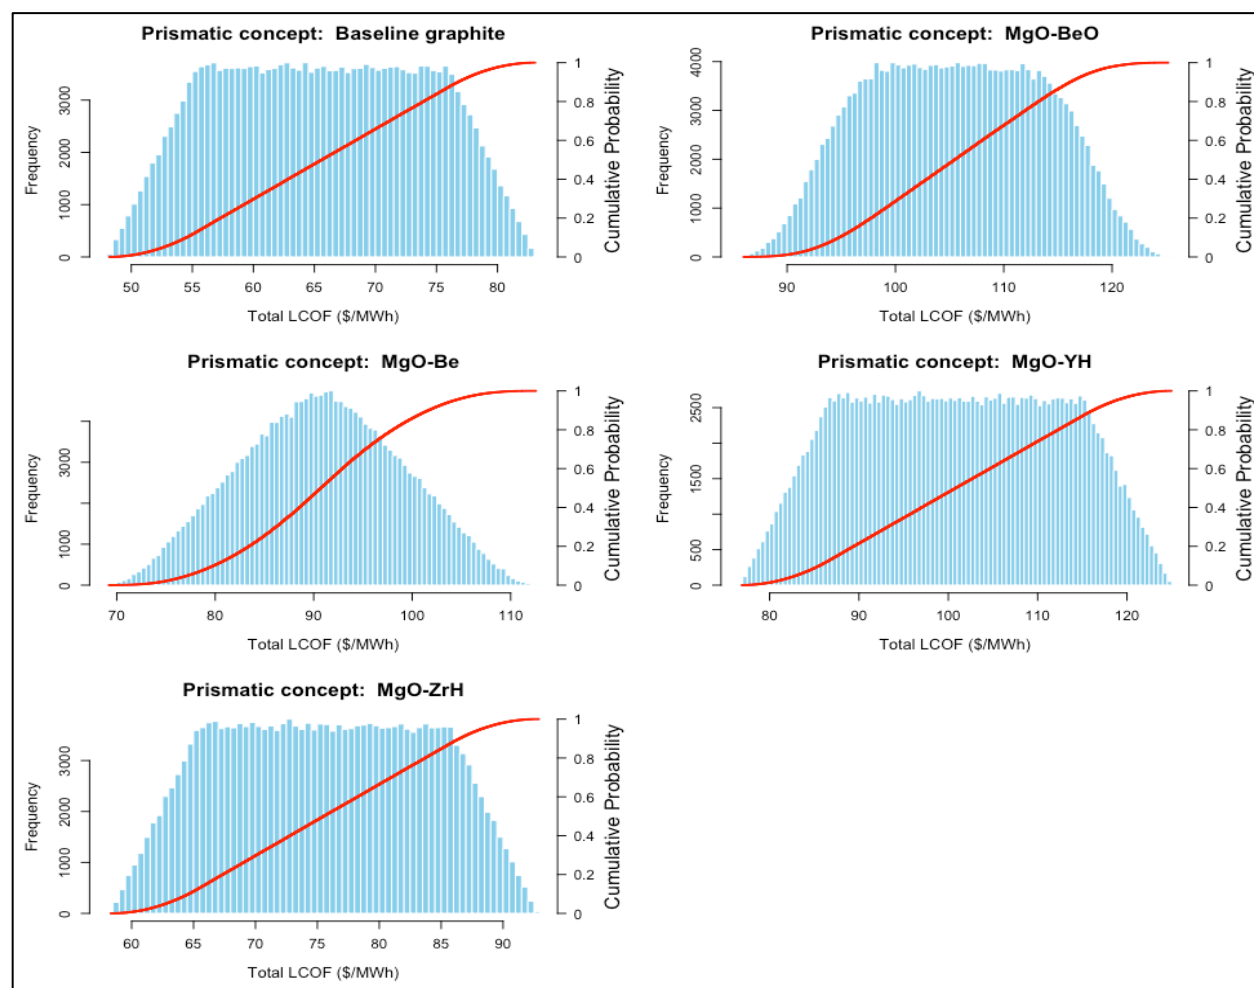 Prismatic concept:  Baseline graphite
Frequency
0 1000 2000 3000
0 0.2 0.4 0.6 0.8 1
Cumulative Probability
50 55 60 65 70 75 80
Total LCOF ($/MWh)
Prismatic concept:  MgO-BeO
Frequency
0 1000 2000 3000 4000
0 0.2 0.4 0.6 0.8 1
Cumulative Probability
90 100 110 120
Total LCOF ($/MWh)
Prismatic concept:  MgO-Be
Frequency
0 1000 3000
0 0.2 0.4 0.6 0.8 1
Cumulative Probability
70 80 90 100 110
Total LCOF ($/MWh)
Prismatic concept:  MgO-YH
Frequency
0 500 1500 2500
0 0.2 0.4 0.6 0.8 1
Cumulative Probability
80 90 100 110 120
Total LCOF ($/MWh)
Prismatic concept:  MgO-ZrH
Frequency
0 1000 2000 3000
0 0.2 0.4 0.6 0.8 1
Cumulative Probability
60 65 70 75 80 85 90
Total LCOF ($/MWh)